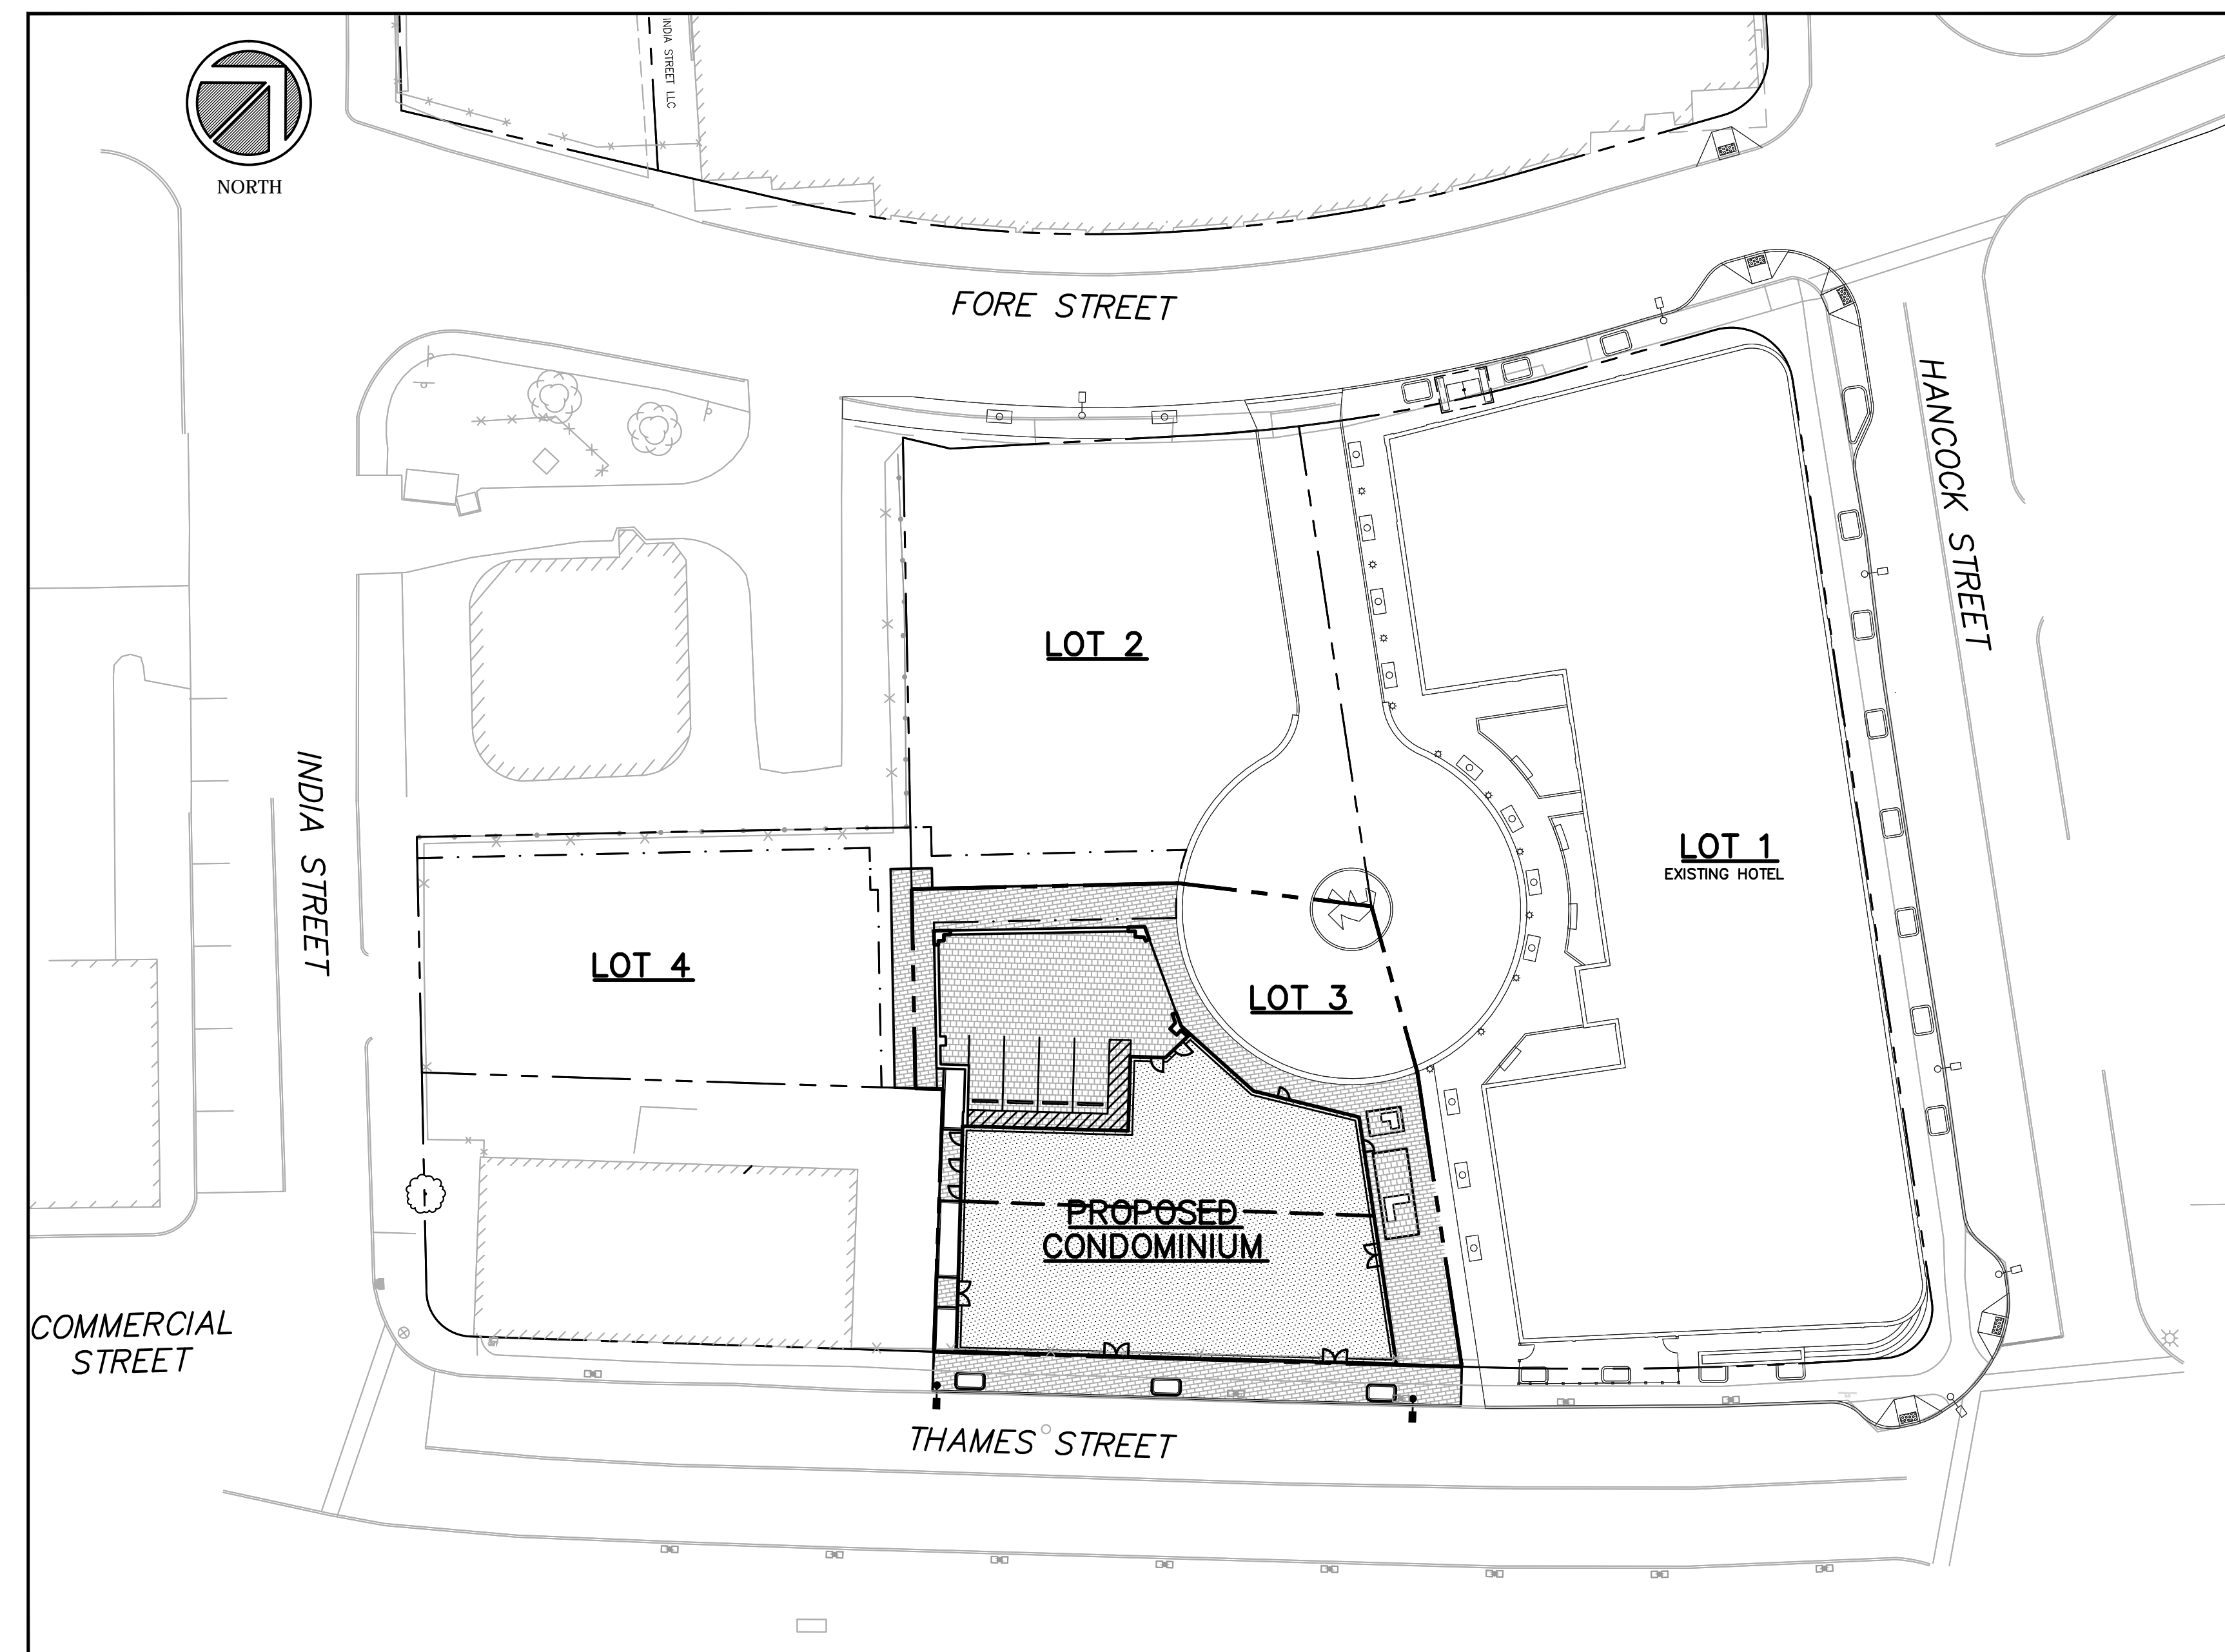 INDIA STREET LLC
NORTH
FORE STREET
HANCOCK STREET
LOT 2
INDIA STREET
LOT 1
EXISTING HOTEL
LOT 4
LOT 3
PROPOSED
CONDOMINIUM
COMMERCIAL
STREET
THAMES STREET